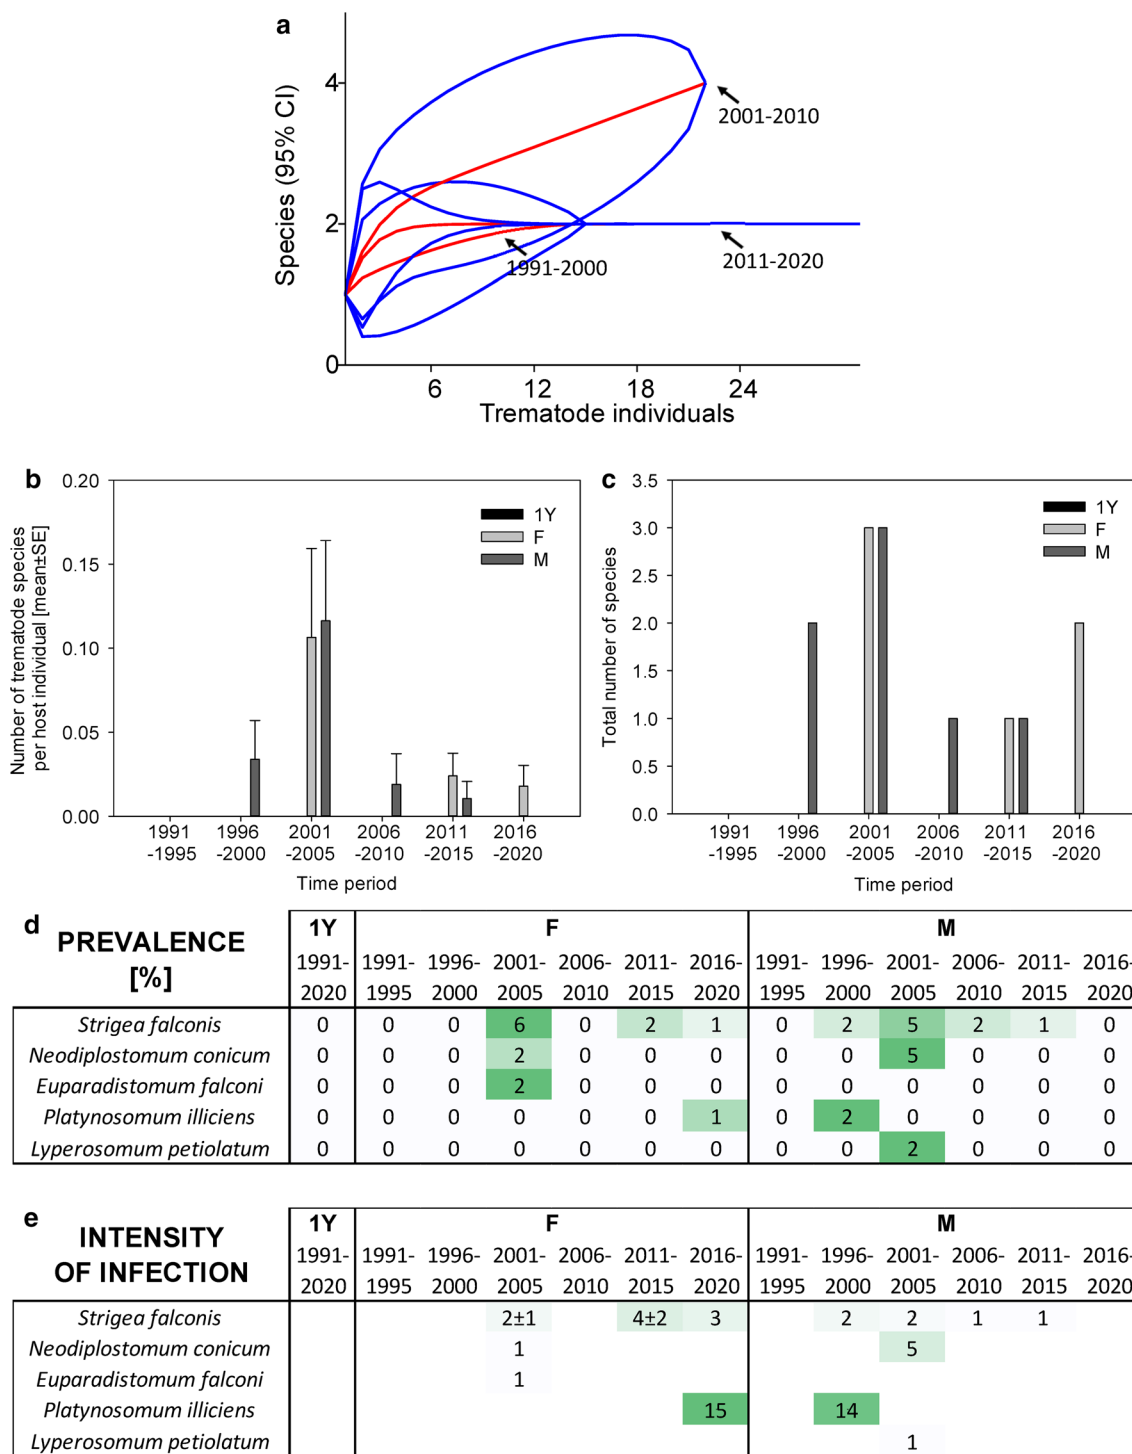 a
Species (95% CI)
4
2
0
2001-2010
1991-2000
2011-2020
6 12 18 24
Trematode individuals
b
Number of trematode species
per host individual [mean±SE]
0.20
0.15
0.10
0.05
0.00
1Y
F
M
1991 1996 2001 2006 2011 2016
-1995 -2000 -2005 -2010 -2015 -2020
Time period
c
Total number of species
3.5
3.0
2.5
2.0
1.5
1.0
0.5
0.0
1Y
F
M
1991 1996 2001 2006 2011 2016
-1995 -2000 -2005 -2010 -2015 -2020
Time period
d
PREVALENCE
[%]
1Y F M
1991- 1991- 1996- 2001- 2006- 2011- 2016- 1991- 1996- 2001- 2006- 2011- 2016-
2020 1995 2000 2005 2010 2015 2020 1995 2000 2005 2010 2015 2020
Strigea falconis 0 0 0 6 0 2 1 0 2 5 2 1 0
Neodiplostomum conicum 0 0 0 2 0 0 0 0 0 5 0 0 0
Euparadistomum falconi 0 0 0 2 0 0 0 0 0 0 0 0 0
Platynosomum illiciens 0 0 0 0 0 0 1 0 2 0 0 0 0
Lyperosomum petiolatum 0 0 0 0 0 0 0 0 0 2 0 0 0
e
INTENSITY
OF INFECTION
1Y F M
1991- 1991- 1996- 2001- 2006- 2011- 2016- 1991- 1996- 2001- 2006- 2011- 2016-
2020 1995 2000 2005 2010 2015 2020 1995 2000 2005 2010 2015 2020
Strigea falconis 2±1 4±2 3 2 2 1 1
Neodiplostomum conicum 1 5
Euparadistomum falconi 1
Platynosomum illiciens 15 14
Lyperosomum petiolatum 1